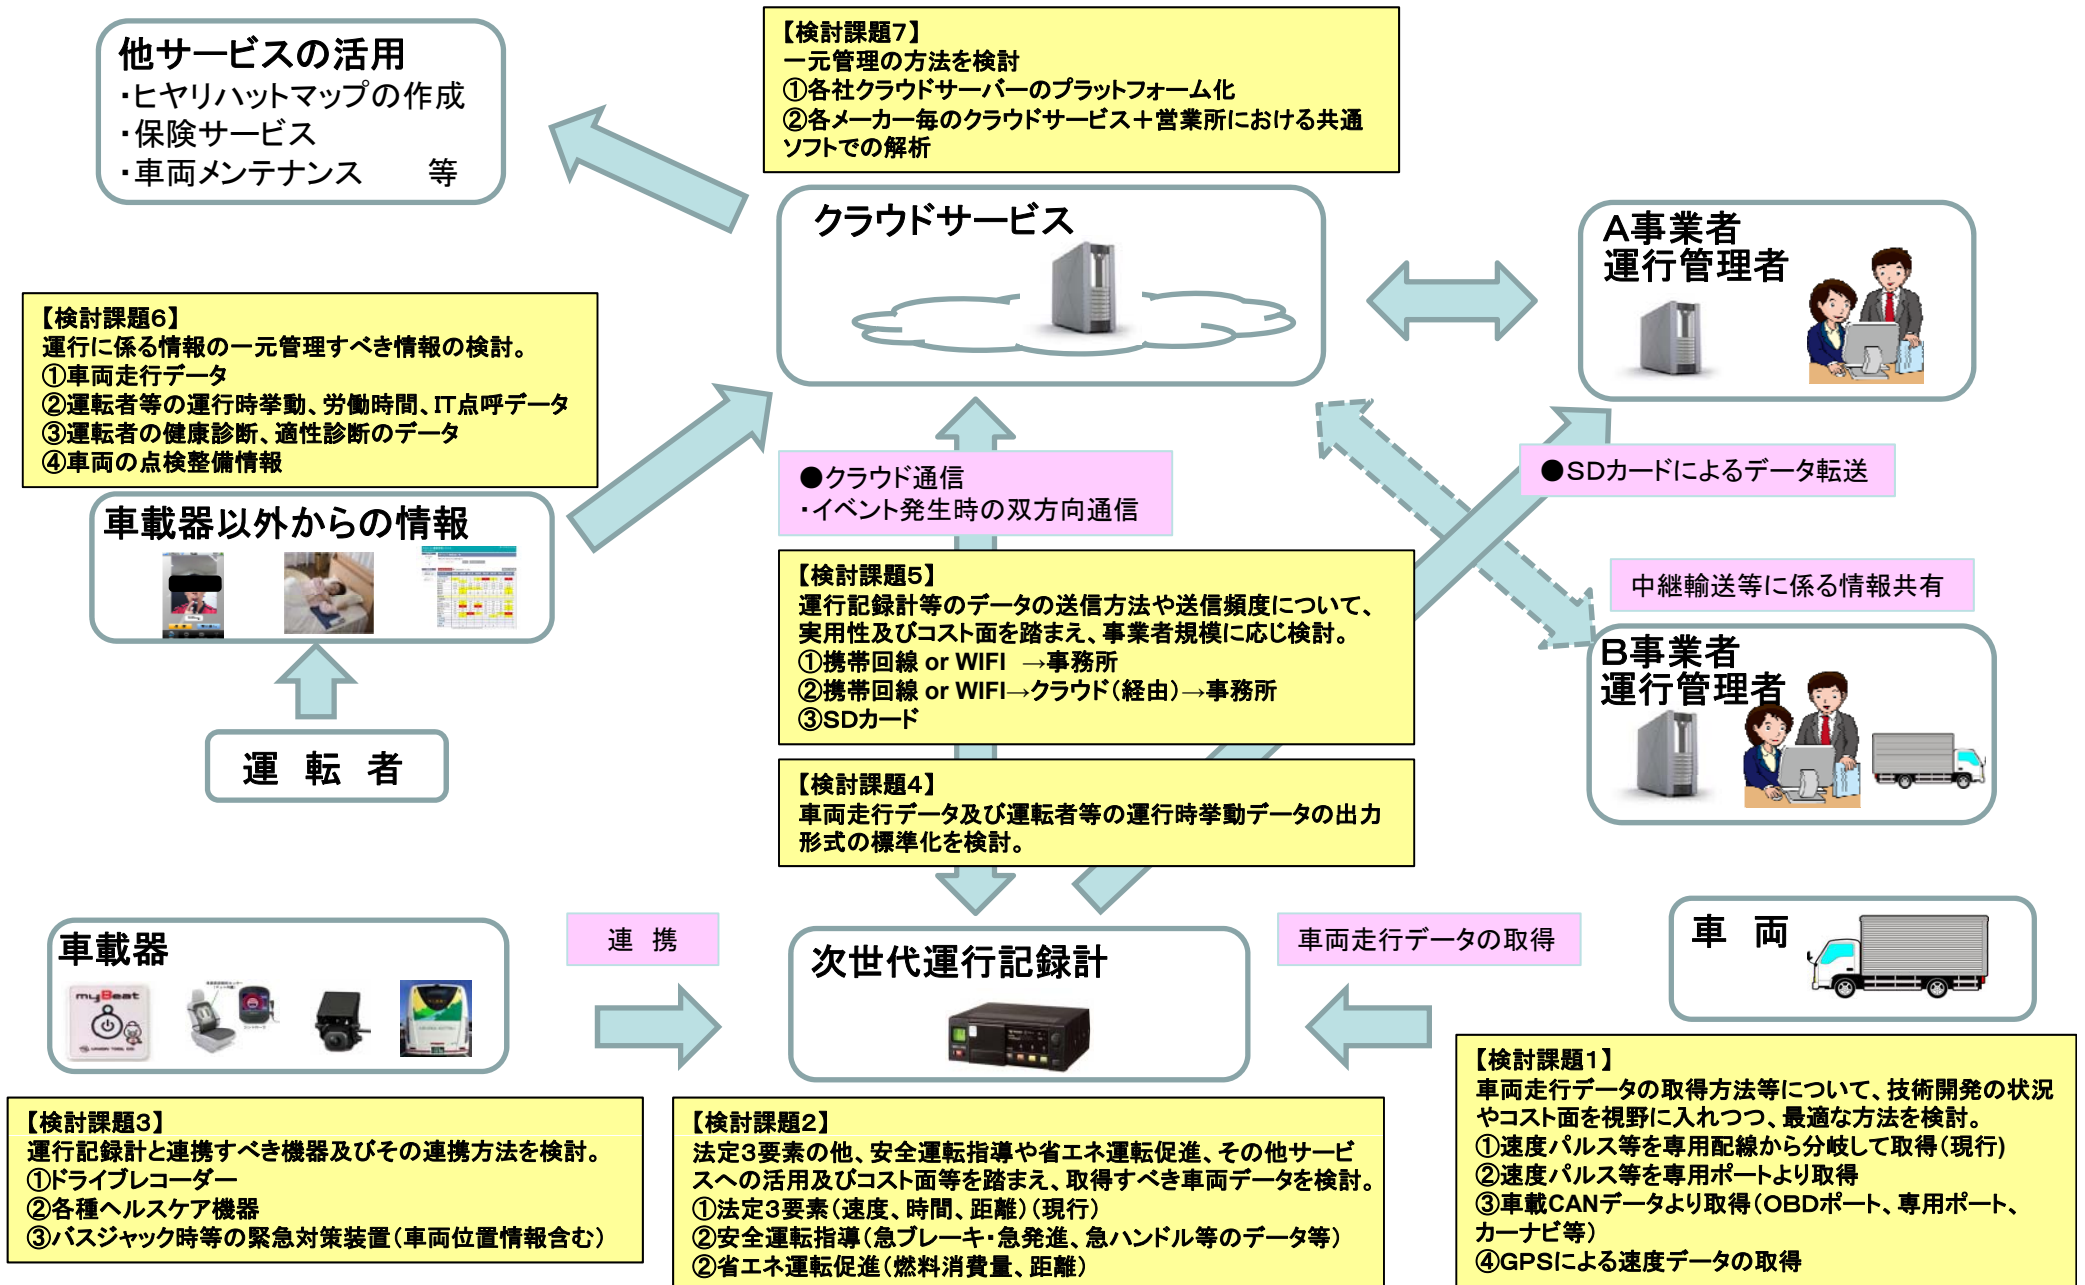 他サービスの活用
・ヒヤリハットマップの作成
・保険サービス
・車両メンテナンス　　等
【検討課題7】
一元管理の方法を検討
①各社クラウドサーバーのプラットフォーム化
②各メーカー毎のクラウドサービス＋営業所における共通
ソフトでの解析
クラウドサービス
A事業者
運行管理者
【検討課題6】
運行に係る情報の一元管理すべき情報の検討。
①車両走行データ
②運転者等の運行時挙動、労働時間、IT点呼データ
③運転者の健康診断、適性診断のデータ
④車両の点検整備情報
●クラウド通信
・イベント発生時の双方向通信
●SDカードによるデータ転送
車載器以外からの情報
【検討課題5】
運行記録計等のデータの送信方法や送信頻度について、
実用性及びコスト面を踏まえ、事業者規模に応じ検討。
①携帯回線 or WIFI　→事務所
②携帯回線 or WIFI→クラウド（経由）→事務所
③SDカード
中継輸送等に係る情報共有
B事業者
運行管理者
運　転　者
【検討課題4】
車両走行データ及び運転者等の運行時挙動データの出力
形式の標準化を検討。
車載器
myBeat
連　携
次世代運行記録計
車両走行データの取得
車　両
【検討課題3】
運行記録計と連携すべき機器及びその連携方法を検討。
①ドライブレコーダー
②各種ヘルスケア機器
③バスジャック時等の緊急対策装置（車両位置情報含む）
【検討課題2】
法定3要素の他、安全運転指導や省エネ運転促進、その他サービ
スへの活用及びコスト面等を踏まえ、取得すべき車両データを検討。
①法定3要素（速度、時間、距離）（現行）
②安全運転指導（急ブレーキ・急発進、急ハンドル等のデータ等）
②省エネ運転促進（燃料消費量、距離）
【検討課題1】
車両走行データの取得方法等について、技術開発の状況
やコスト面を視野に入れつつ、最適な方法を検討。
①速度パルス等を専用配線から分岐して取得（現行）
②速度パルス等を専用ポートより取得
③車載CANデータより取得（OBDポート、専用ポート、
カーナビ等）
④GPSによる速度データの取得